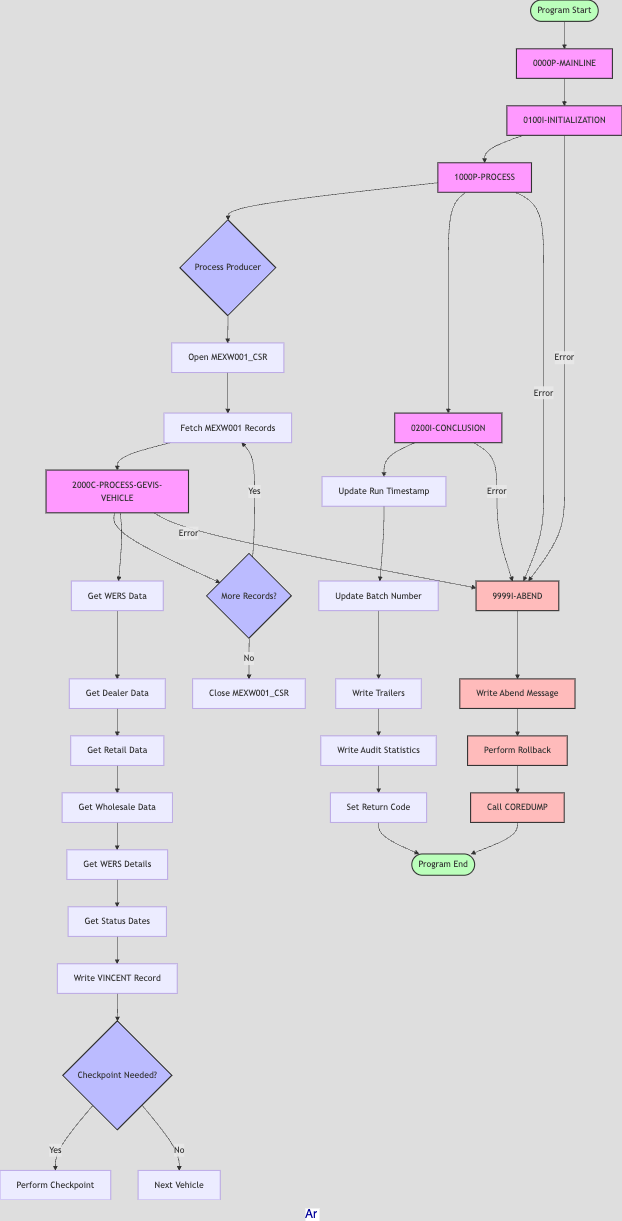 Program Start
0000P-MAINLINE
0100I-INITIALIZATION
1000P-PROCESS
Process Producer
Open MEXW001_CSR
Error
Error
Fetch MEXW001 Records
0200I-CONCLUSION
2000C-PROCESS-GEVIS-
VEHICLE
Yes
Update Run Timestamp
Error
Error
Get WERS Data
More Records?
Update Batch Number
9999I-ABEND
No
Get Dealer Data
Close MEXW001_CSR
Write Trailers
Write Abend Message
Get Retail Data
Write Audit Statistics
Perform Rollback
Get Wholesale Data
Set Return Code
Call COREDUMP
Get WERS Details
Program End
Get Status Dates
Write VINCENT Record
Checkpoint Needed?
Yes
No
Perform Checkpoint
Next Vehicle
Ar